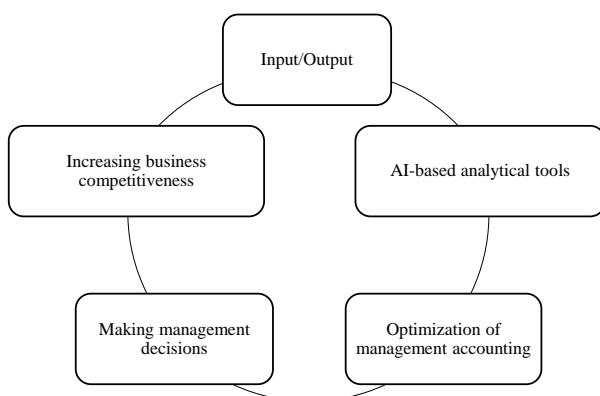 Input/Output
AI-based analytical tools
Optimization of
management accounting
Making management
decisions
Increasing business
competitiveness